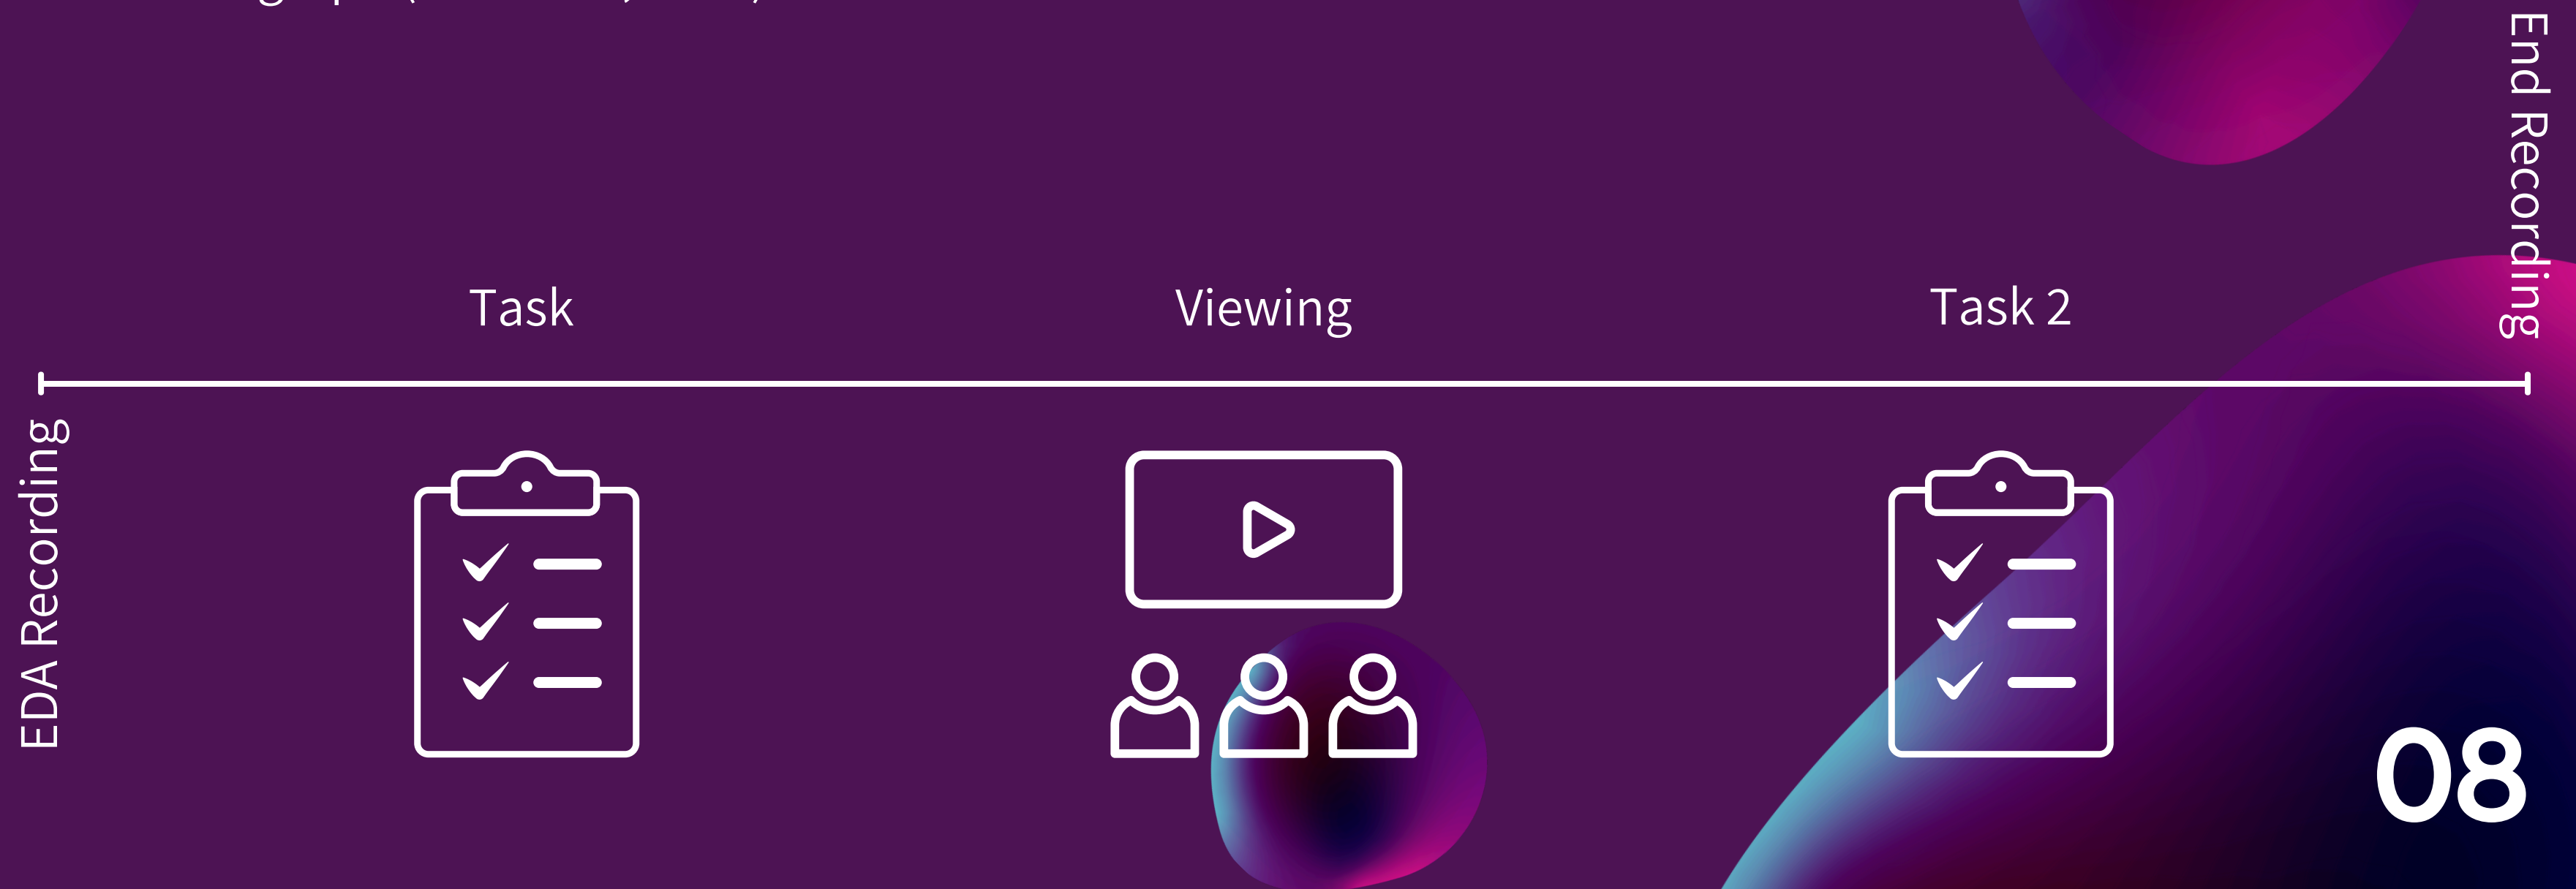 End Recording
Task
Viewing
Task 2
EDA Recording
08